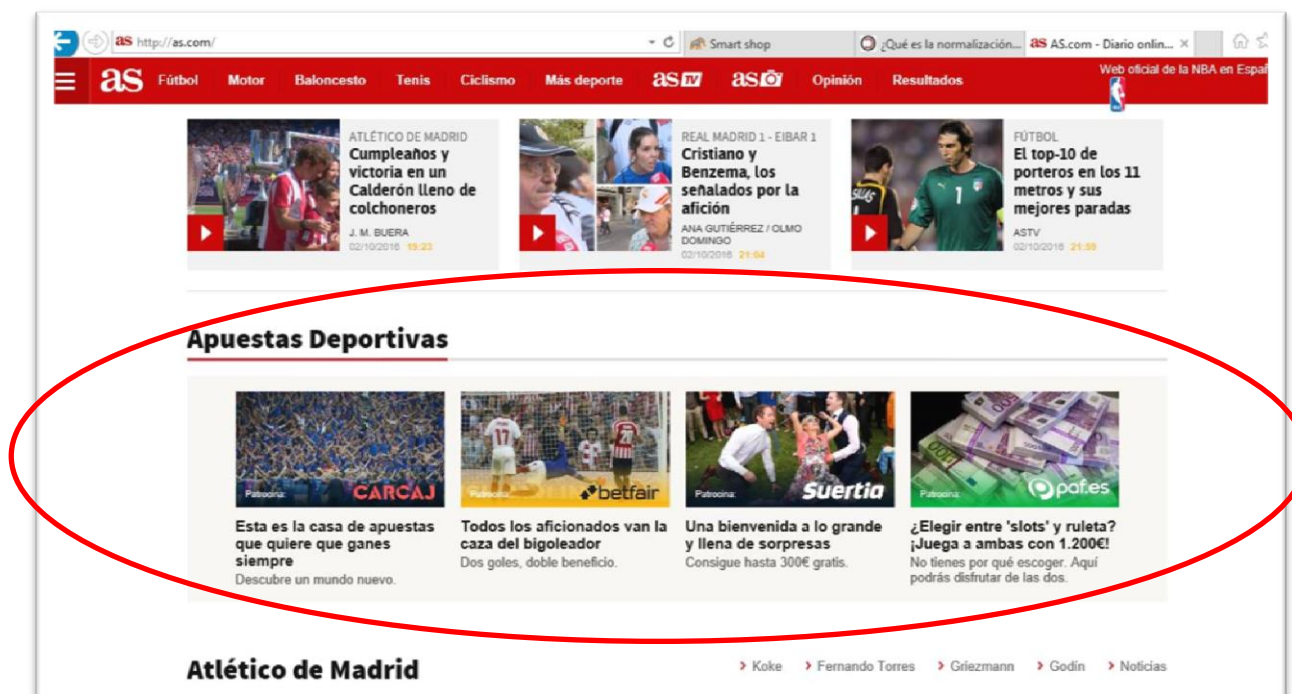 as http://as.com/
Smart shop
¿Qué es la normalización...
as AS.com - Diario onlin...
as Fútbol Motor Baloncesto Tenis Ciclismo Más deporte as TV as Opinión Resultados
Web oficial de la NBA en Españ
ATLÉTICO DE MADRID
Cumpleaños y
victoria en un
Calderón lleno de
colchoneros
J. M. BUERA
02/10/2016 19:23
REAL MADRID 1 - EIBAR 1
Cristiano y
Benzema, los
señalados por la
afición
ANA GUTIÉRREZ / OLMO
DOMINGO
02/10/2016 21:04
FÚTBOL
El top-10 de
porteros en los 11
metros y sus
mejores paradas
ASTV
02/10/2016 21:59
Apuestas Deportivas
Patrocina:
CARCAJ
Esta es la casa de apuestas
que quiere que ganes
siempre
Descubre un mundo nuevo.
17
20
Patrocina:
betfair
Todos los aficionados van la
caza del bigoleador
Dos goles, doble beneficio.
Patrocina:
Suertia
Una bienvenida a lo grande
y llena de sorpresas
Consigue hasta 300€ gratis.
Patrocina:
paf.es
¿Elegir entre 'slots' y ruleta?
¡Juega a ambas con 1.200€!
No tienes por qué escoger. Aquí
podrás disfrutar de las dos.
Atlético de Madrid
Koke Fernando Torres Griezmann Godín Noticias